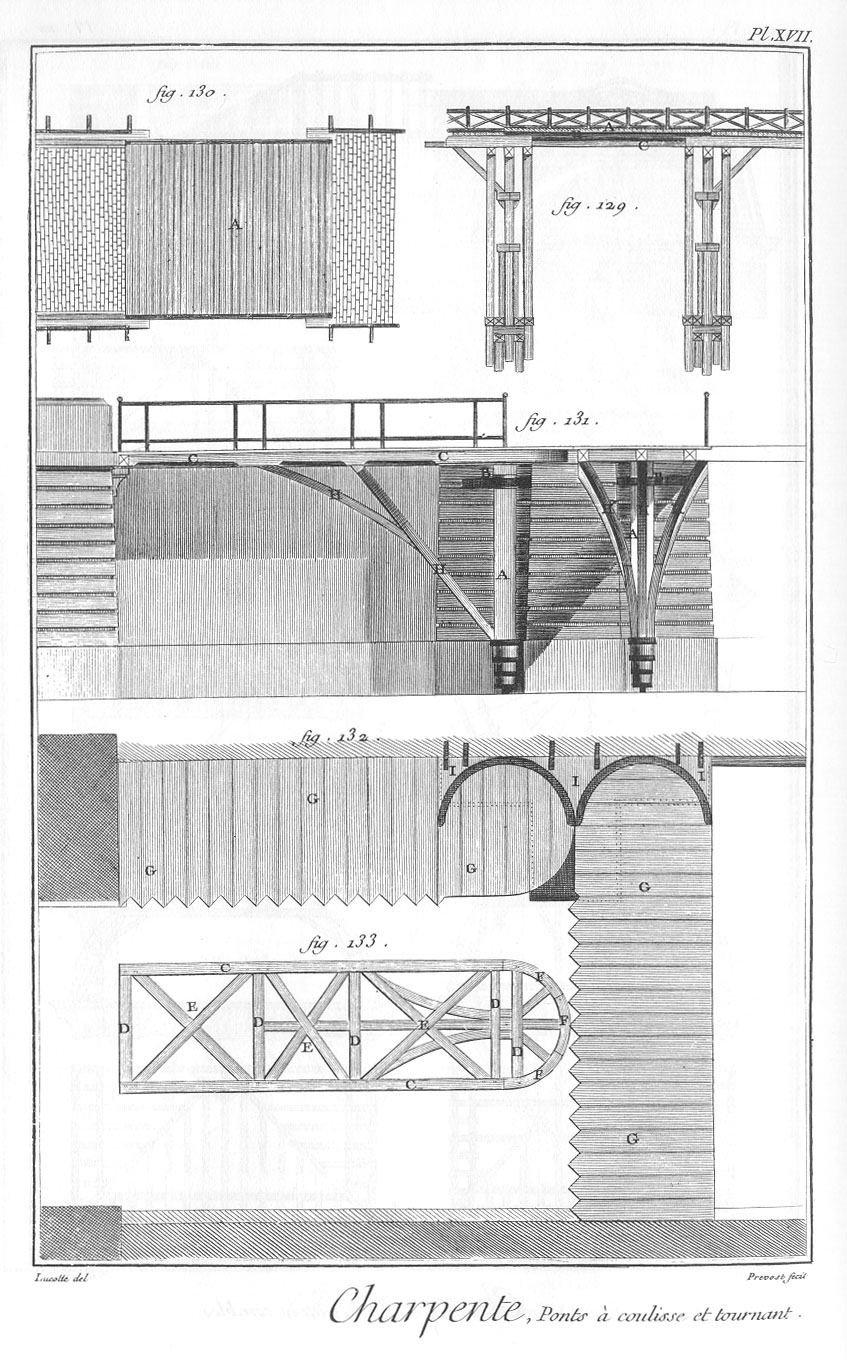 Pl. XVII.
fig. 130.
A
A
C
fig. 129.
fig. 131.
C
C
B
B
H
H
A
A
fig. 132.
I
I
I
G
G
G
G
fig. 133.
C
E
D
D
E
E
D
D
D
F
F
F
C
G
Lucotte del
Prevost fecit
Charpente, Ponts à coulisse et tournant.